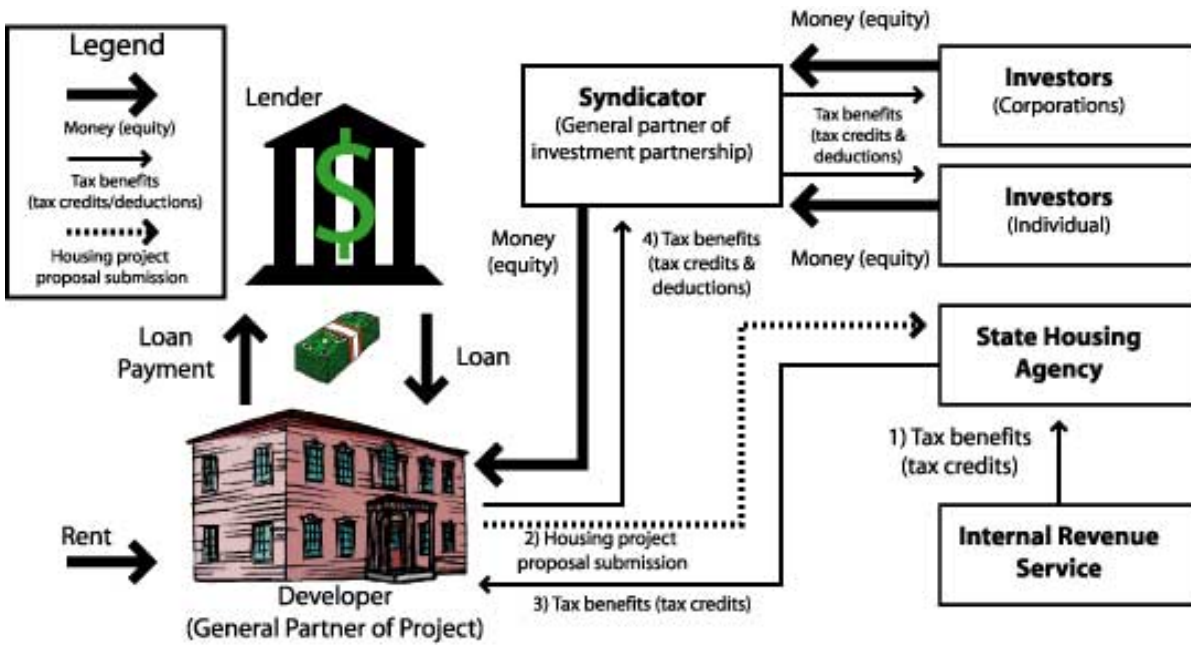 Legend
Money (equity)
Tax benefits
(tax credits/deductions)
Housing project
proposal submission
Lender
$
Loan
Payment
Loan
Rent
Developer
(General Partner of Project)
Syndicator
(General partner of
investment partnership)
Money (equity)
Tax benefits
(tax credits &
deductions)
Money (equity)
Investors
(Corporations)
Investors
(Individual)
Money
(equity)
4) Tax benefits
(tax credits &
deductions)
State Housing
Agency
1) Tax benefits
(tax credits)
Internal Revenue
Service
2) Housing project
proposal submission
3) Tax benefits (tax credits)